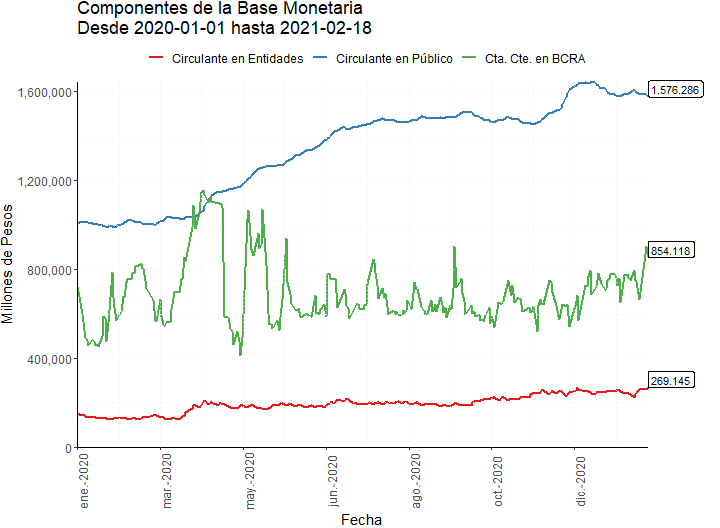 Componentes de la Base Monetaria
Desde 2020-01-01 hasta 2021-02-18
Circulante en Entidades Circulante en Público Cta. Cte. en BCRA
Millones de Pesos
1,600,000
1,200,000
800,000
400,000
0
1.576.286
854.118
269.145
ene.-2020
mar.-2020
may.-2020
jun.-2020
ago.-2020
oct.-2020
dic.-2020
Fecha